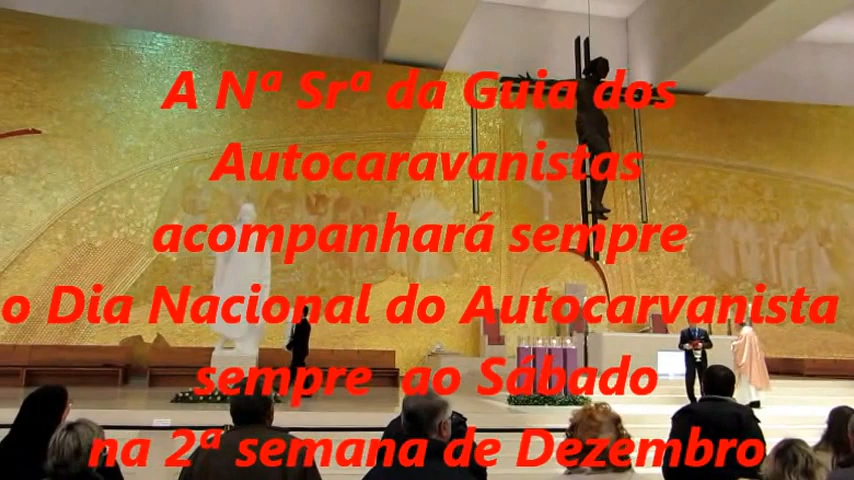 A Nª Srª da Guia dos
Autocaravanistas
acompanhará sempre
o Dia Nacional do Autocarvanista
sempre ao Sábado
na 2ª semana de Dezembro